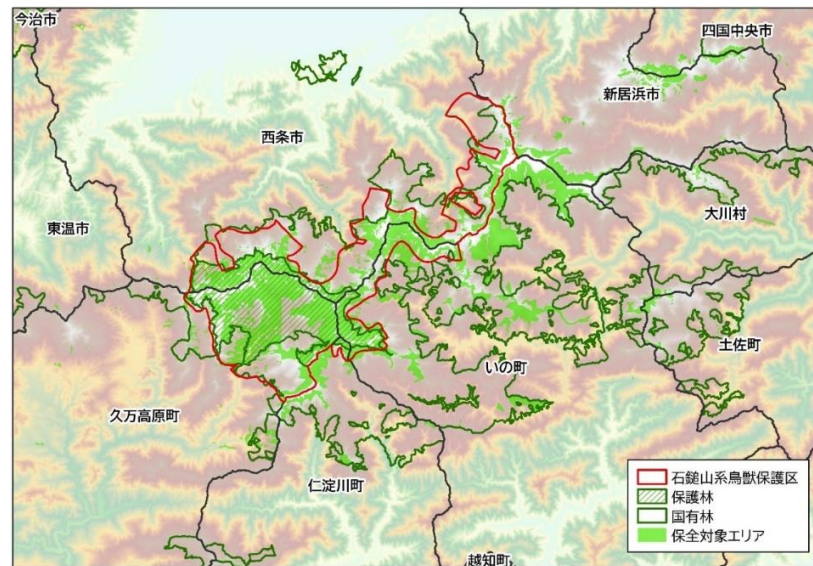 今治市
四国中央市
新居浜市
西条市
大川村
東温市
土佐町
いの町
久万高原町
仁淀川町
越知町
石鎚山系鳥獣保護区
保護林
国有林
保全対象エリア